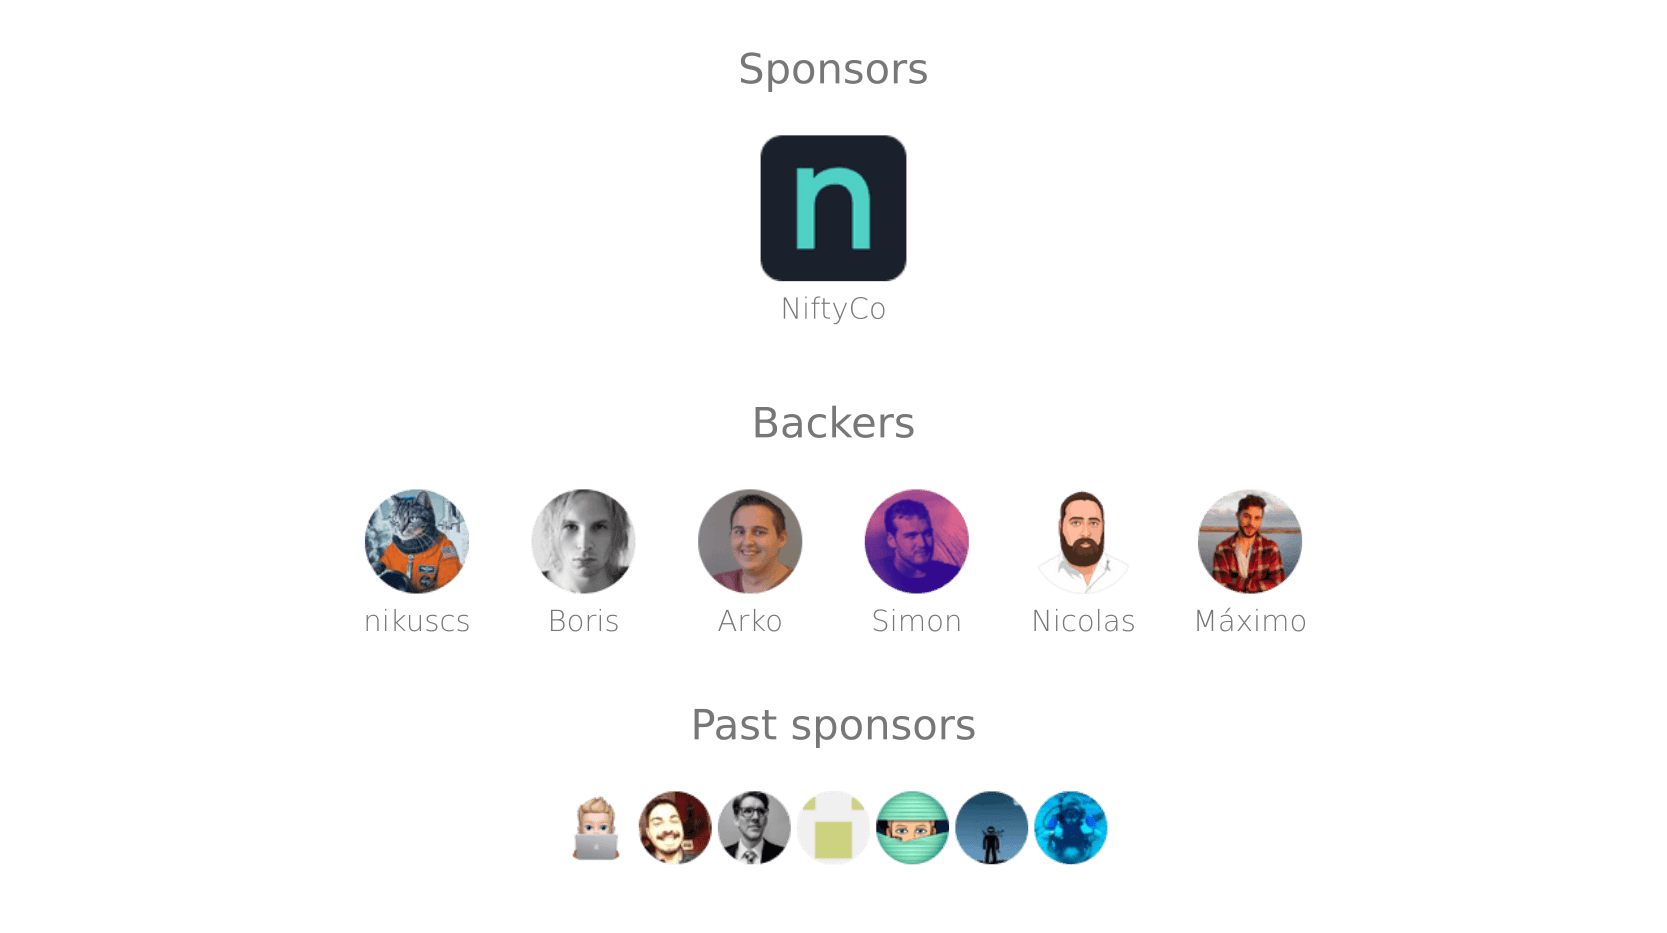 Sponsors
n
NiftyCo
Backers
nikuscs Boris Arko Simon Nicolas Máximo
Past sponsors